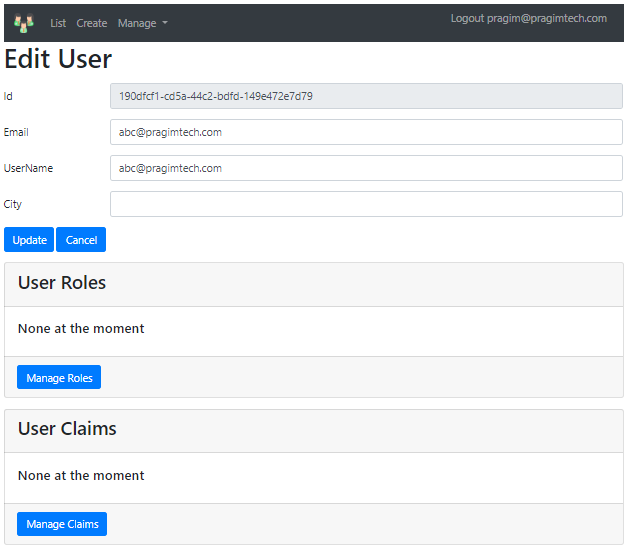 List Create Manage Logout pragim@pragimtech.com
Edit User
Id 190dfcf1-cd5a-44c2-bdfd-149e472e7d79
Email abc@pragimtech.com
UserName abc@pragimtech.com
City
Update Cancel
User Roles
None at the moment
Manage Roles
User Claims
None at the moment
Manage Claims